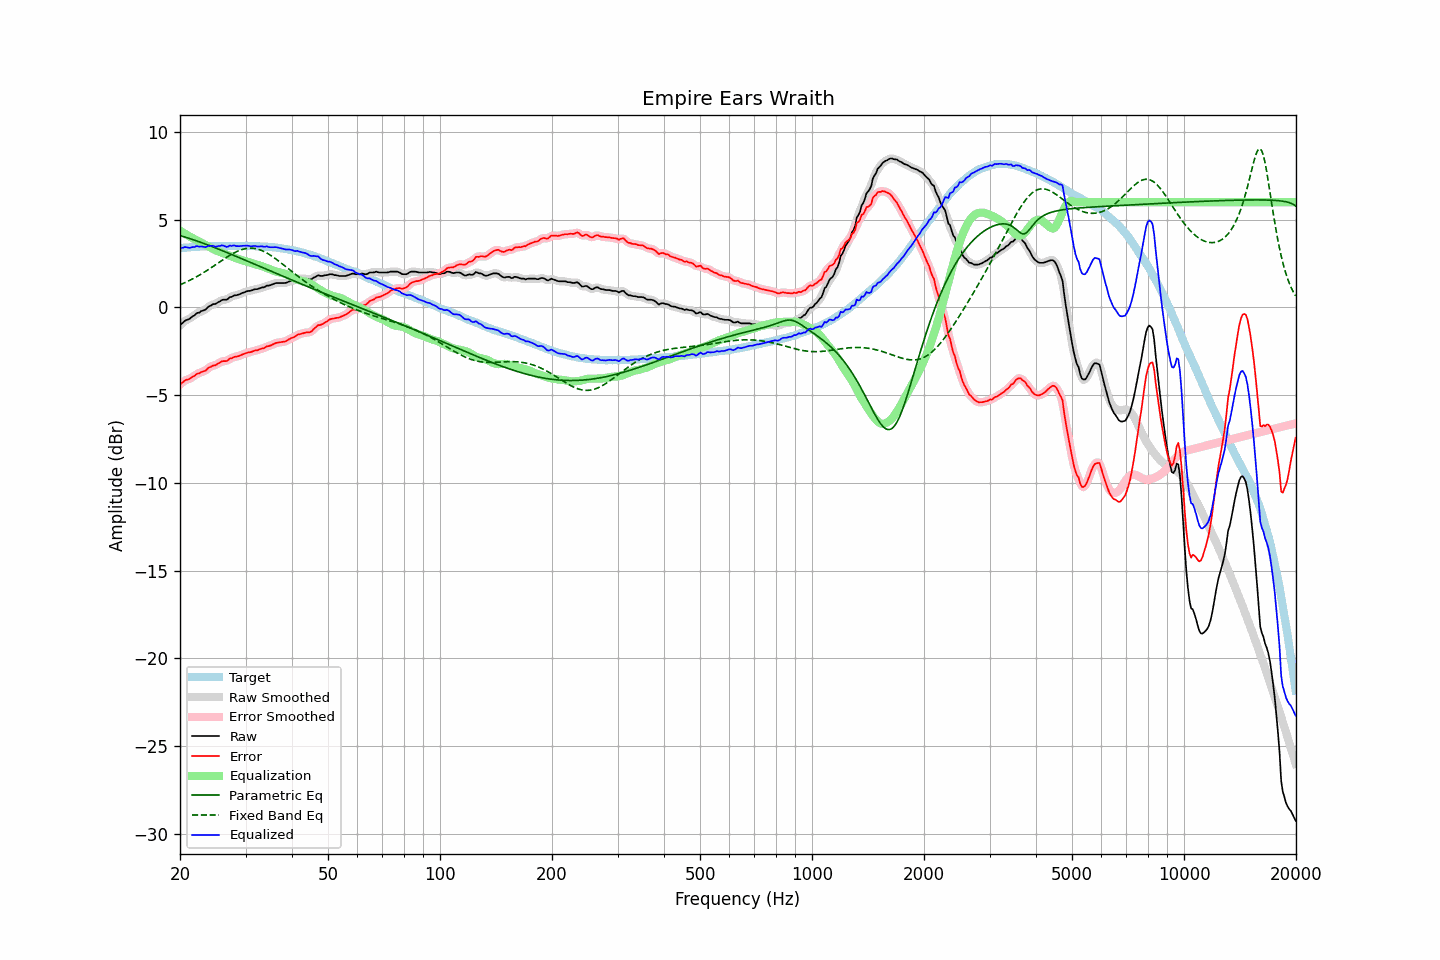 Empire Ears Wraith
10
5
0
−5
−10
−15
−20
−25
−30
Amplitude (dBr)
Target
Raw Smoothed
Error Smoothed
Raw
Error
Equalization
Parametric Eq
Fixed Band Eq
Equalized
20 50 100 200 500 1000 2000 5000 10000 20000
Frequency (Hz)